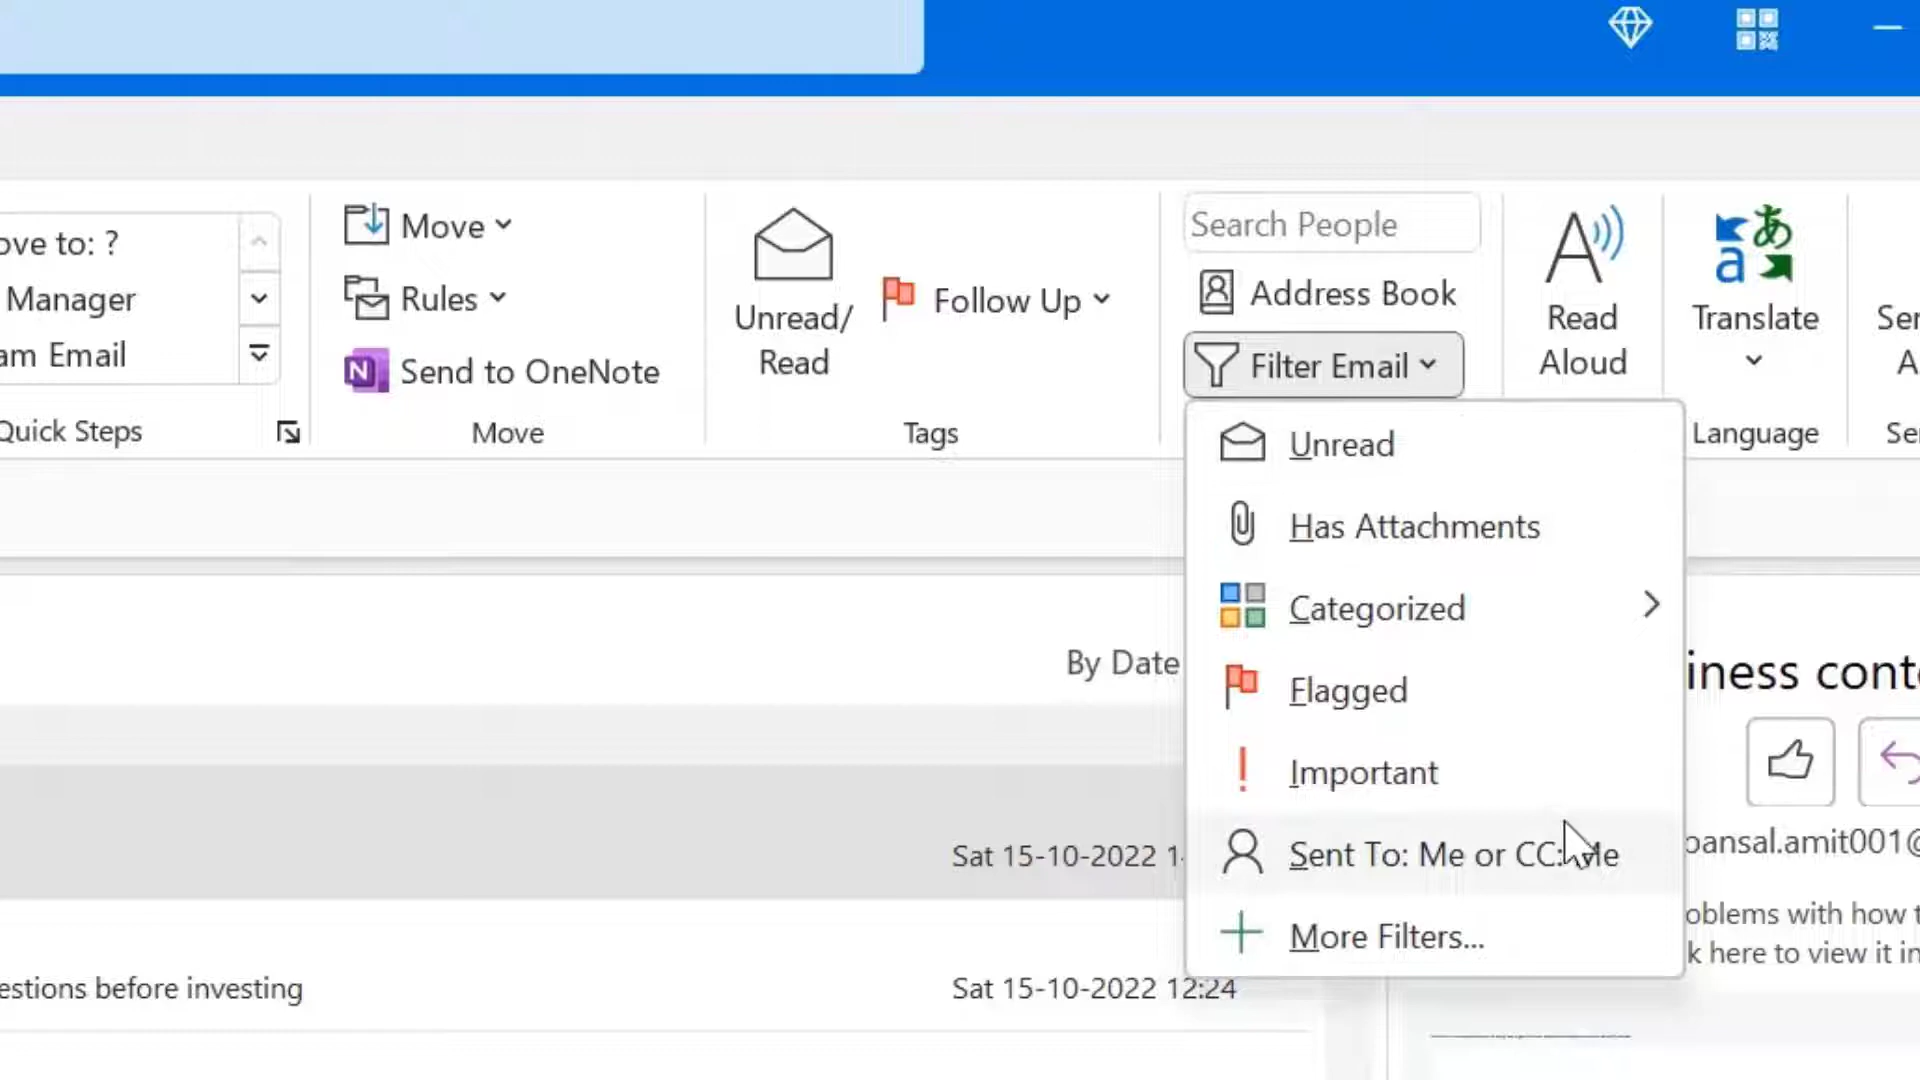 ove to: ?
Manager
am Email
Quick Steps
Move
Rules
Send to OneNote
Move
Unread/
Read
Follow Up
Tags
Search People
Address Book
Filter Email
Read
Aloud
Translate
Language
Unread
Has Attachments
Categorized
Flagged
Important
Sent To: Me or CC: Me
More Filters...
By Date
Sat 15-10-2022 1
estions before investing
Sat 15-10-2022 12:24
iness cont
bansal.amit001@
oblems with how t
k here to view it in